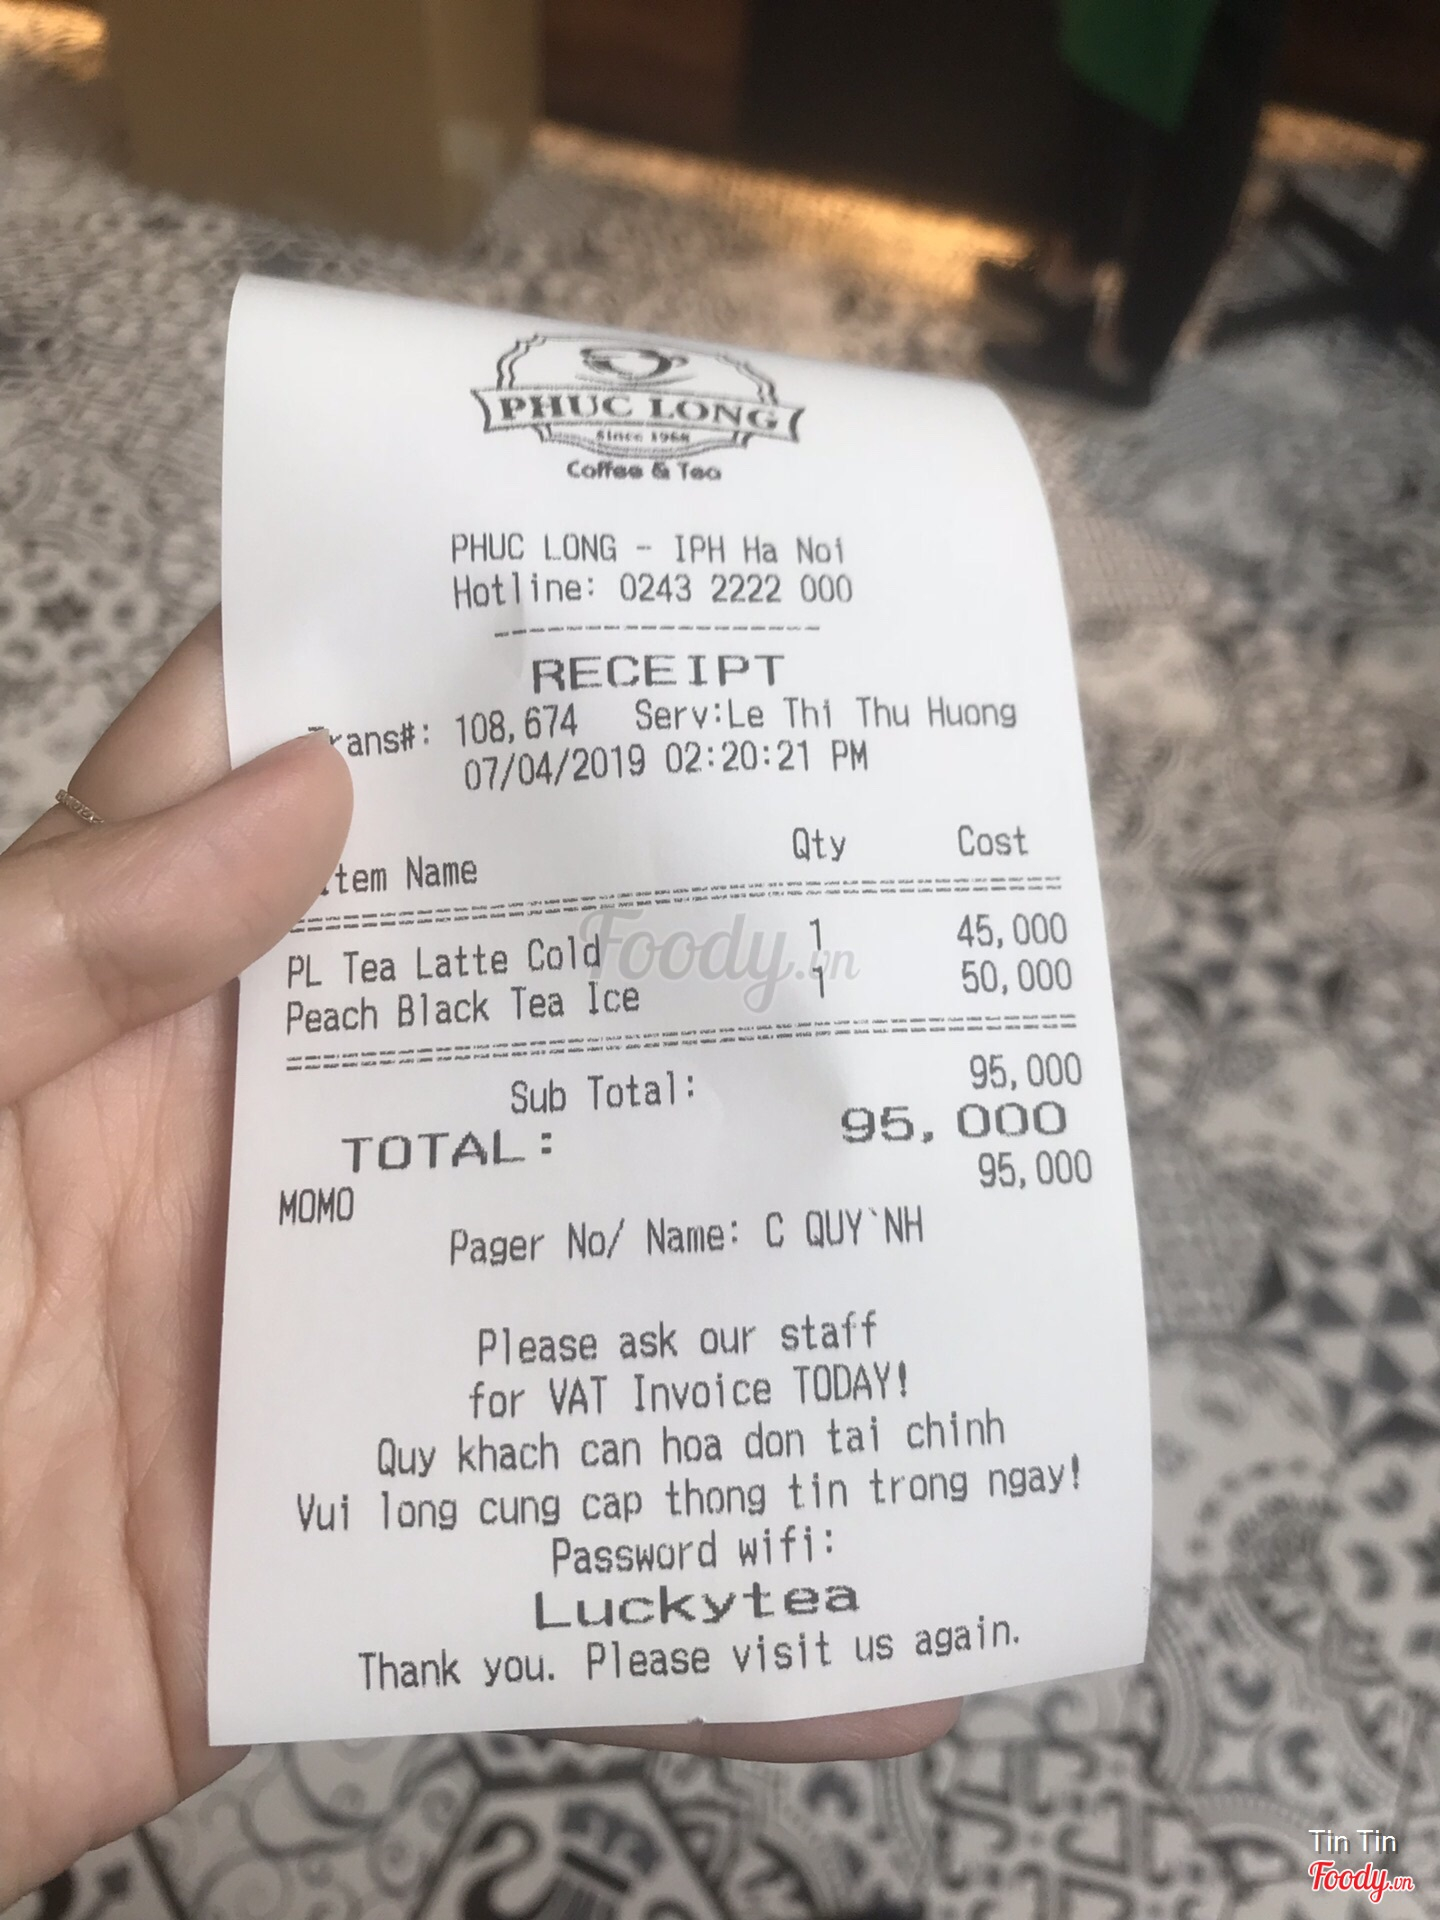 PHUC LONG
Since 1968
Coffee & Tea
PHUC LONG - IPH Ha Noi
Hotline: 0243 2222 000
RECEIPT
Trans#: 108,674 Serv:Le Thi Thu Huong
07/04/2019 02:20:21 PM
Item Name Qty Cost
PL Tea Latte Cold 1 45,000
Peach Black Tea Ice 1 50,000
Sub Total: 95,000
TOTAL: 95,000
MOMO 95,000
Pager No/ Name: C QUY`NH
Please ask our staff
for VAT Invoice TODAY!
Quy khach can hoa don tai chinh
Vui long cung cap thong tin trong ngay!
Password wifi:
Luckytea
Thank you. Please visit us again.
Foody.vn
Tin Tin
Foody.vn